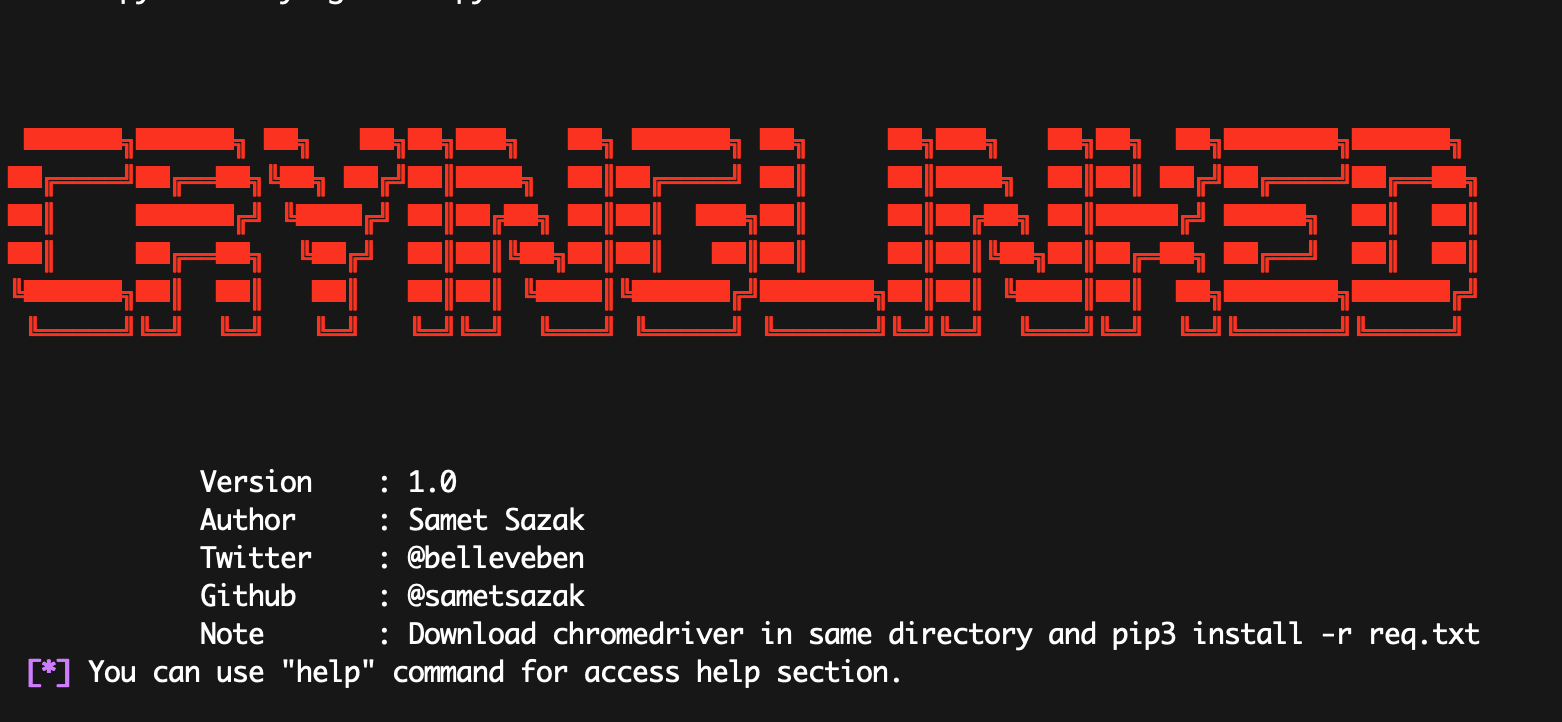 CRYINGLINKED
Version : 1.0
Author : Samet Sazak
Twitter : @belleveben
Github : @sametsazak
Note : Download chromedriver in same directory and pip3 install -r req.txt
[*] You can use "help" command for access help section.